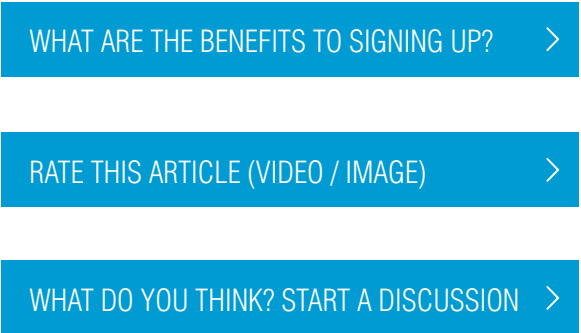 WHAT ARE THE BENEFITS TO SIGNING UP?
RATE THIS ARTICLE (VIDEO / IMAGE)
WHAT DO YOU THINK? START A DISCUSSION